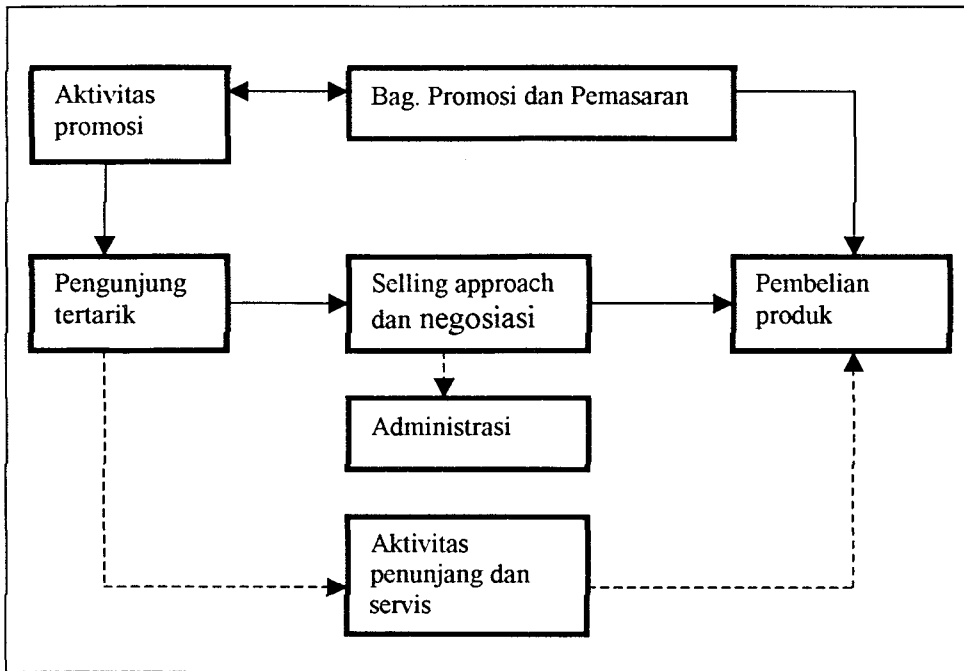 Aktivitas
promosi
Bag. Promosi dan Pemasaran
Pengunjung
tertarik
Selling approach
dan negosiasi
Pembelian
produk
Administrasi
Aktivitas
penunjang dan
servis